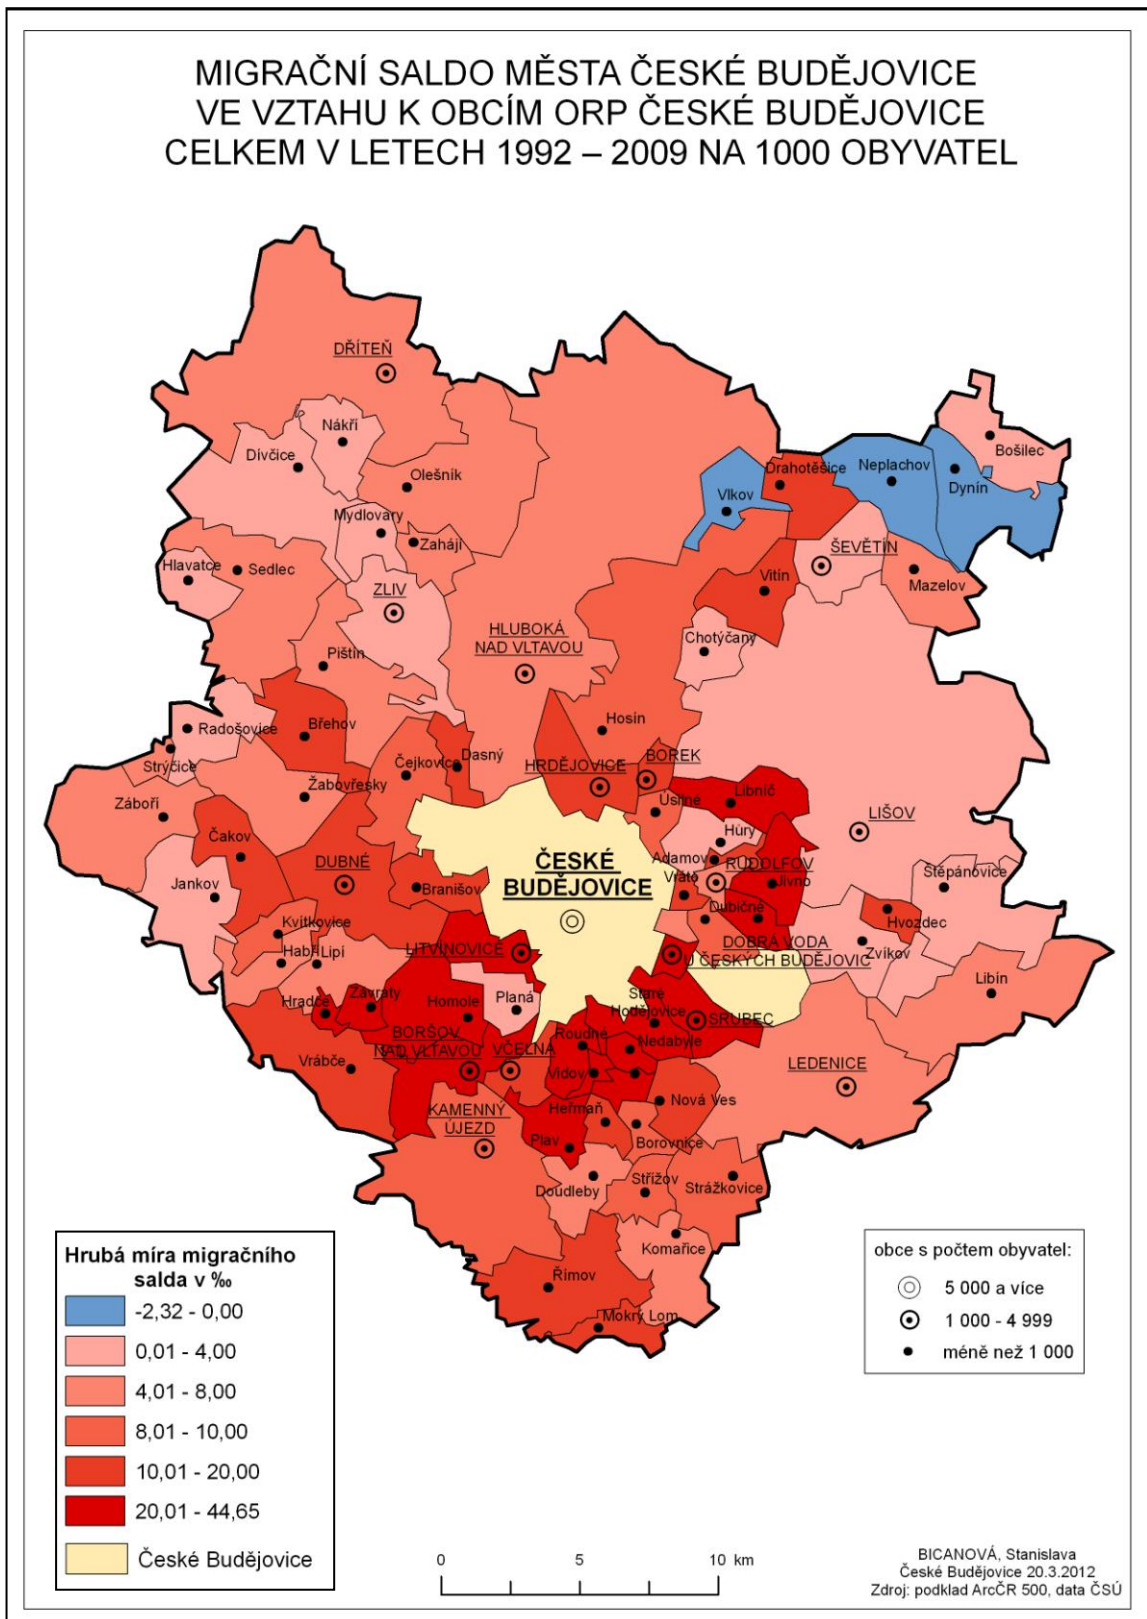 MIGRAČNÍ SALDO MĚSTA ČESKÉ BUDĚJOVICE
VE VZTAHU K OBCÍM ORP ČESKÉ BUDĚJOVICE
CELKEM V LETECH 1992 – 2009 NA 1000 OBYVATEL
DŘÍTEŇ
Nákří
Dívčice
Olešník
Mydlovary
Zahájí
Hlavatce
Sedlec
ZLIV
Pištín
HLUBOKÁ
NAD VLTAVOU
Vlkov
Drahotěšice
Neplachov
Dynín
Bošilec
ŠEVĚTÍN
Mazelov
Vitín
Chotýčany
Radošovice
Strýčice
Břehov
Žabovřesky
Záboří
Čakov
Jankov
DUBNÉ
Čejkovice
Dasný
Branišov
Hosín
HRDĚJOVICE
BOREK
Úsilné
Libníč
Hůry
Adamov
RUDOLFOV
Vráto
Jivno
Dubičné
LIŠOV
Štěpánovice
Hvozdec
Zvíkov
Libín
ČESKÉ
BUDĚJOVICE
DOBRÁ VODA
U ČESKÝCH BUDĚJOVIC
Kvítkovice
Habří
Lipí
LITVÍNOVICE
Hradce
Závraty
Homole
Planá
Staré
Hodějovice
SRUBEC
BORŠOV
NAD VLTAVOU
VČELNÁ
Roudné
Nedabyle
Vidov
Vrábče
LEDENICE
Nová Ves
KAMENNÝ
ÚJEZD
Heřmaň
Borovnice
Plav
Doudleby
Střížov
Strážkovice
Komařice
Římov
Mokrý Lom
Hrubá míra migračního
salda v ‰
-2,32 - 0,00
0,01 - 4,00
4,01 - 8,00
8,01 - 10,00
10,01 - 20,00
20,01 - 44,65
České Budějovice
obce s počtem obyvatel:
5 000 a více
1 000 - 4 999
méně než 1 000
0 5 10 km
BICANOVÁ, Stanislava
České Budějovice 20.3.2012
Zdroj: podklad ArcČR 500, data ČSÚ